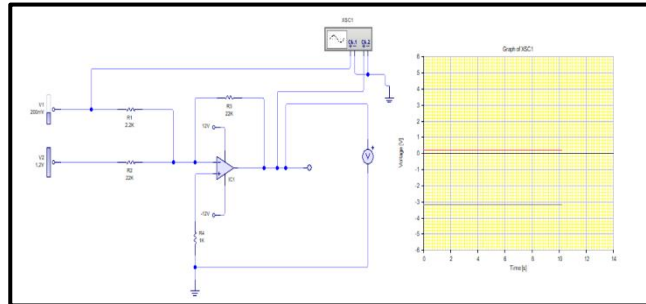 XSC1
Ch 1 Ch 2
V1
200mV
R1
2.2K
R3
22K
12V
V2
1.2V
R2
22K
IC1
-12V
R4
1K
V
Graph of XSC1
Voltage [V]
6
5
4
3
2
1
0
-1
-2
-3
-4
-5
-6
0 2 4 6 8 10 12 14
Time [s]